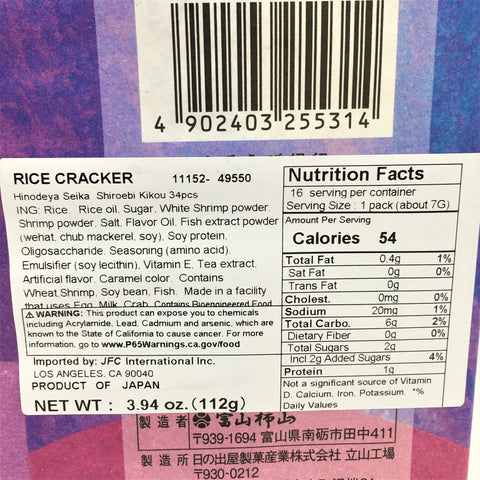 4 902403 255314
RICE CRACKER 11152- 49550
Hinodeya Seika Shiroebi Kikou 34pcs
ING: Rice. Rice oil, Sugar, White Shrimp powder,
Shrimp powder, Salt. Flavor Oil. Fish extract powder
(wehat, chub mackerel, soy). Soy protein,
Oligosaccharide. Seasoning (amino acid).
Emulsifier (soy lecithin), Vitamin E, Tea extract.
Artificial flavor, Caramel color. Contains
Wheat,Shrimp, Soy bean, Fish. Made in a facility
that uses Egg, Milk, Crab. Contains Bioengineered Food
⚠ WARNING: This product can expose you to chemicals
including Acrylamide, Lead, Cadmium and arsenic, which are
known to the State of California to cause cancer. For more
information, go to www.P65Warnings.ca.gov/food
Imported by: JFC International Inc.
LOS ANGELES, CA 90040
PRODUCT OF JAPAN
NET WT : 3.94 oz. (112g)
Nutrition Facts
16 serving per container
Serving Size : 1 pack (about 7G)
Amount Per Serving
Calories 54
Total Fat 0.4g 1%
Sat Fat 0g 0%
Trans Fat 0g
Cholest. 0mg 0%
Sodium 20mg 1%
Total Carbo. 6g 2%
Dietary Fiber 0g 0%
Total Sugars 2g
Incl.2g Added Sugars 4%
Protein 1g
Not a significant source of Vitamin
D, Calcium, Iron, Potassium. *%
Daily Values
製造者 富山柿山
〒939-1694 富山県南砺市田中411
製造所 日の出屋製菓産業株式会社 立山工場
〒930-0212